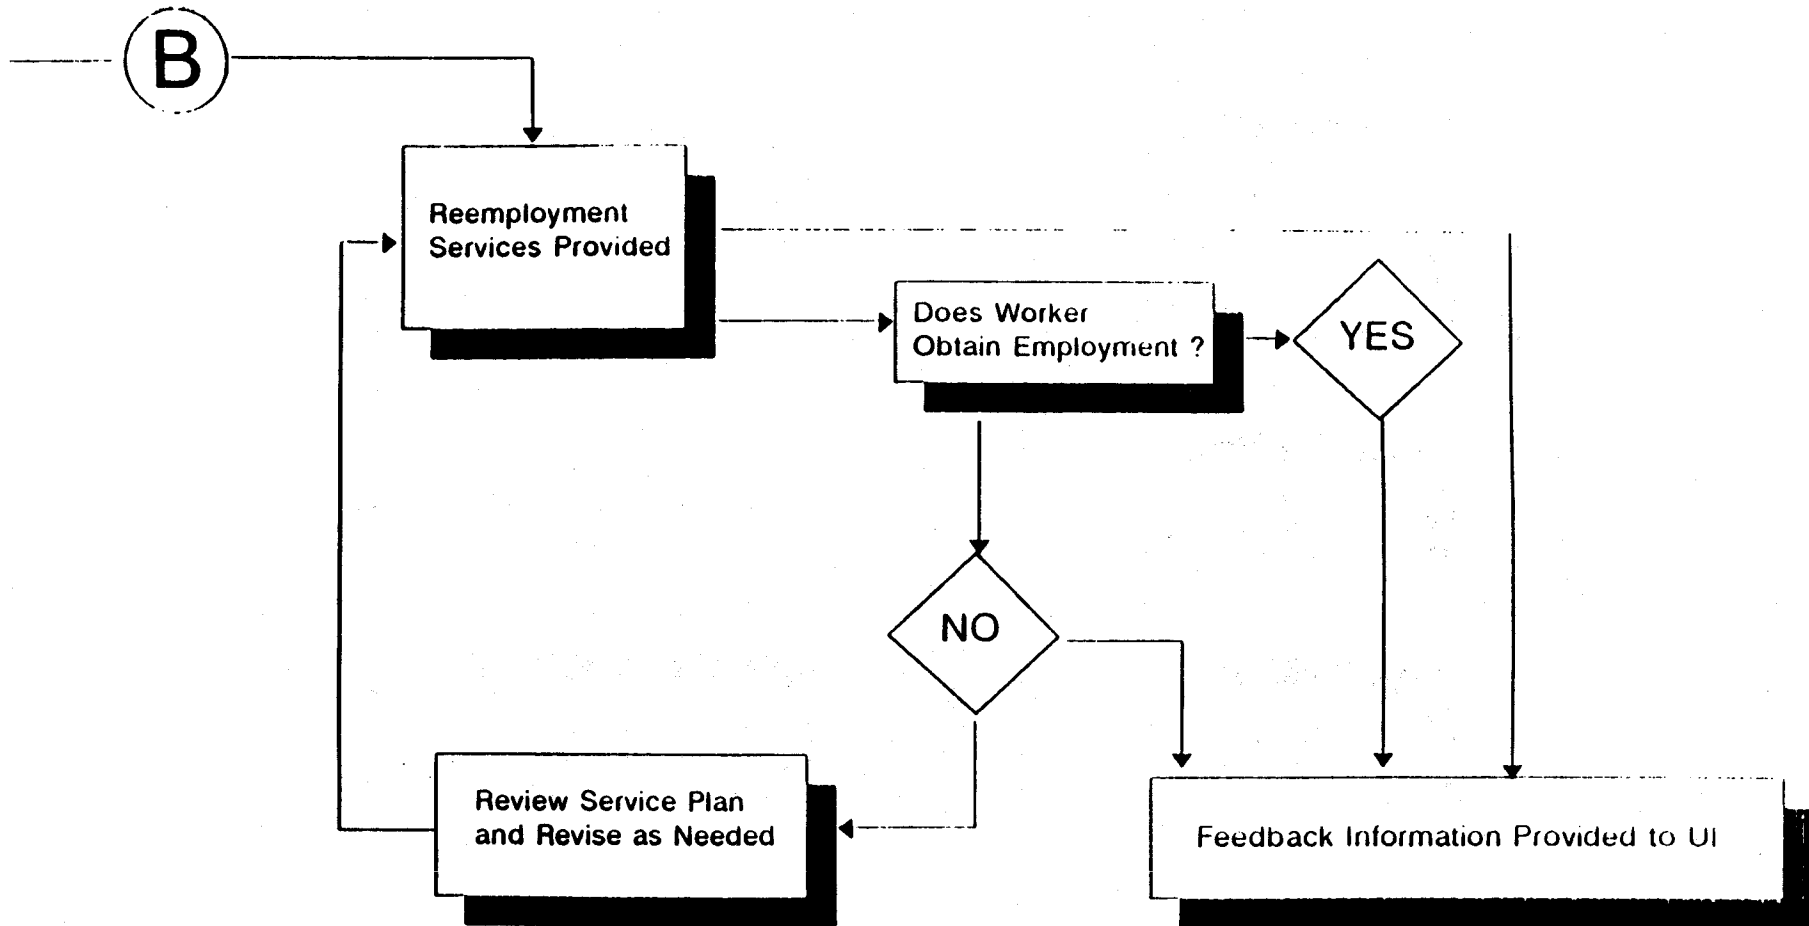 B
Reemployment
Services Provided
Does Worker
Obtain Employment ?
YES
NO
Review Service Plan
and Revise as Needed
Feedback Information Provided to UI